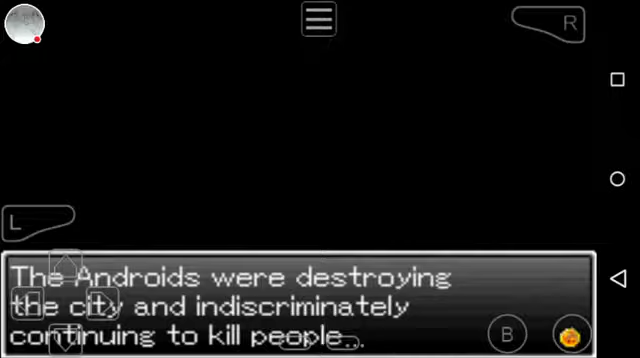 R
L
The Androids were destroying
the city and indiscriminately
continuing to kill people...
B